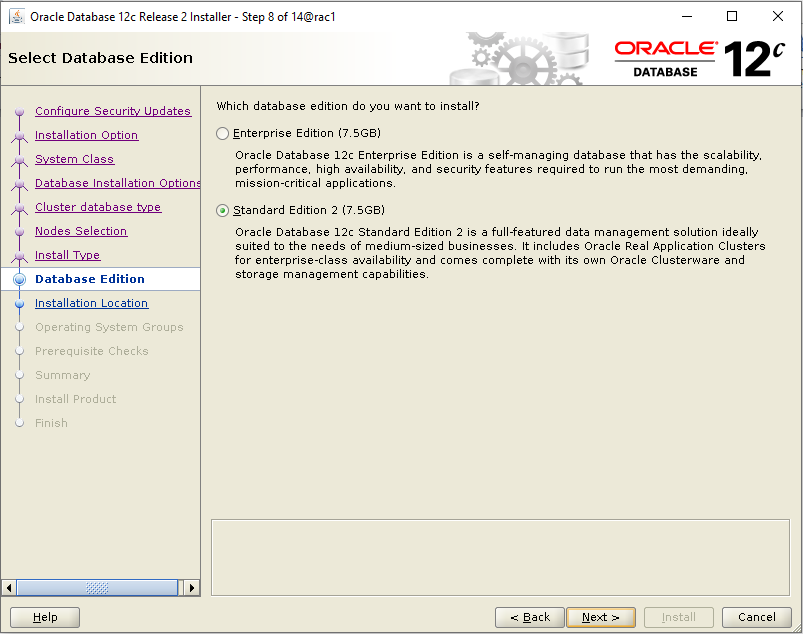 Oracle Database 12c Release 2 Installer - Step 8 of 14@rac1
Select Database Edition
ORACLE
DATABASE
12c
Configure Security Updates
Installation Option
System Class
Database Installation Options
Cluster database type
Nodes Selection
Install Type
Database Edition
Installation Location
Operating System Groups
Prerequisite Checks
Summary
Install Product
Finish
Which database edition do you want to install?
Enterprise Edition (7.5GB)
Oracle Database 12c Enterprise Edition is a self-managing database that has the scalability,
performance, high availability, and security features required to run the most demanding,
mission-critical applications.
Standard Edition 2 (7.5GB)
Oracle Database 12c Standard Edition 2 is a full-featured data management solution ideally
suited to the needs of medium-sized businesses. It includes Oracle Real Application Clusters
for enterprise-class availability and comes complete with its own Oracle Clusterware and
storage management capabilities.
Help
< Back
Next >
Install
Cancel